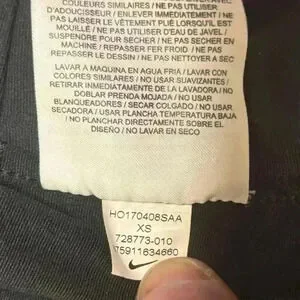 COULEURS SIMILAIRES / NE PAS UTILISER
D'ADOUCISSEUR / ENLEVER IMMEDIATEMENT / NE
PAS LAISSER LE VÊTEMENT PLIÉ LORSQU'IL EST
MOUILLÉ / NE PAS UTILISER D'EAU DE JAVEL /
SUSPENDRE POUR SECHER / NE PAS SECHER EN
MACHINE / REPASSER FER FROID / NE PAS
REPASSER LE DESSIN / NE PAS NETTOYER A SEC
LAVAR A MAQUINA EN AGUA FRIA / LAVAR CON
COLORES SIMILARES / NO USAR SUAVIZANTES /
RETIRAR INMEDIATAMENTE DE LA LAVADORA / NO
DOBLAR PRENDA MOJADA / NO USAR
BLANQUEADORES / SECAR COLGADO / NO USAR
SECADORA / USAR PLANCHA TEMPERATURA BAJA
/ NO PLANCHAR DIRECTAMENTE SOBRE EL
DISEÑO / NO LAVAR EN SECO
HO170408SAA
XS
728773-010
75911634660